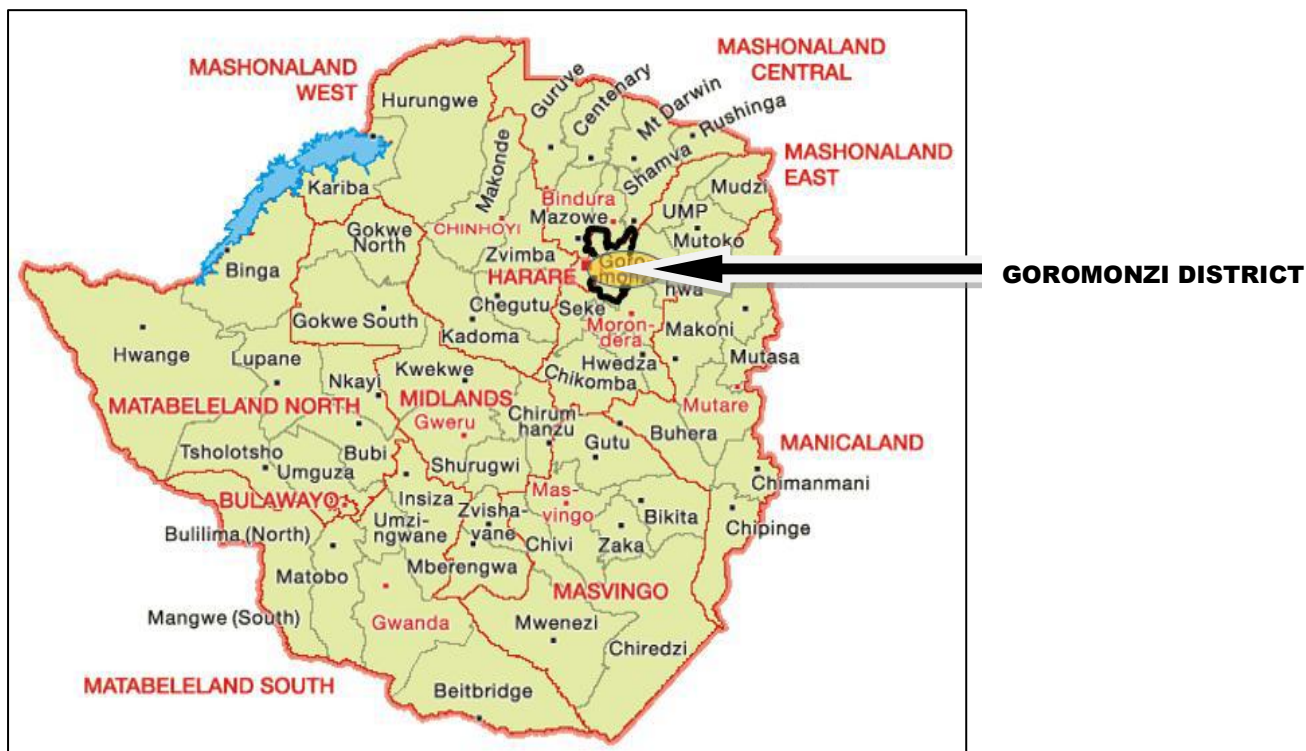 MASHONALAND
CENTRAL
MASHONALAND
WEST
Hurungwe
Guruve
Centenary
Mt Darwin
Rushinga
MASHONALAND
EAST
Makonde
Shamva
Mudzi
Kariba
Bindura
UMP
Mazowe
Gokwe
North
CHINHOYI
Mutoko
Zvimba
Binga
HARARE
Goro
mon
hwa
GOROMONZI DISTRICT
Chegutu
Seke
Gokwe South
Moron-
dera
Makoni
Kadoma
Hwange
Lupane
Hwedza
Mutasa
Nkayi
Kwekwe
Chikomba
MATABELELAND NORTH
MIDLANDS
Mutare
Gweru
Chirum-
hanzu
Gutu
Buhera
MANICALAND
Tsholotsho
Bubi
Umguza
Shurugwi
Chimanmani
BULAWAYO
Insiza
Mas-
vingo
Zvisha-
vane
Bikita
Chipinge
Bulilima (North)
Umzi-
ngwane
Chivi
Zaka
Matobo
Mberengwa
MASVINGO
Mangwe (South)
Gwanda
Mwenezi
Chiredzi
MATABELELAND SOUTH
Beitbridge